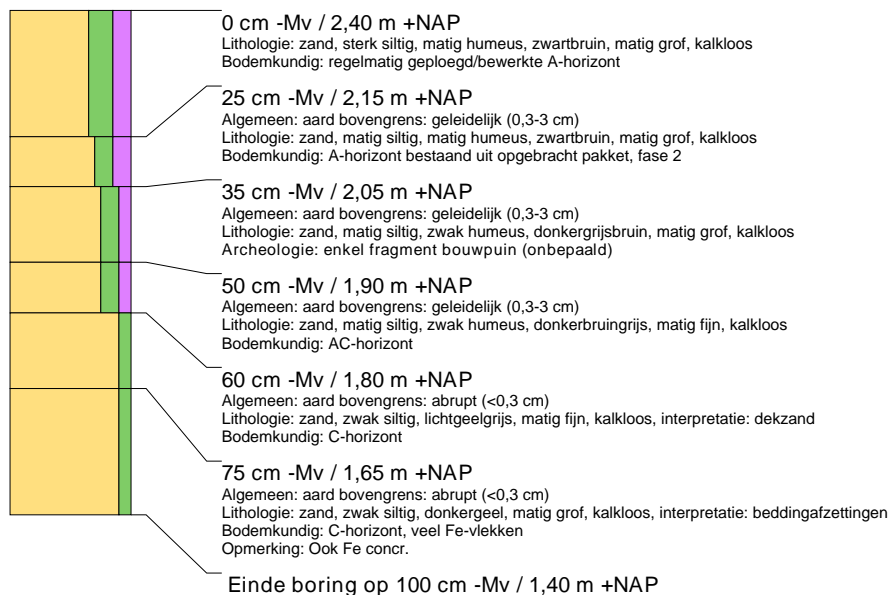 0 cm -Mv / 2,40 m +NAP
Lithologie: zand, sterk siltig, matig humeus, zwartbruin, matig grof, kalkloos
Bodemkundig: regelmatig geploegd/bewerkte A-horizont
25 cm -Mv / 2,15 m +NAP
Algemeen: aard bovengrens: geleidelijk (0,3-3 cm)
Lithologie: zand, matig siltig, matig humeus, zwartbruin, matig grof, kalkloos
Bodemkundig: A-horizont bestaand uit opgebracht pakket, fase 2
35 cm -Mv / 2,05 m +NAP
Algemeen: aard bovengrens: geleidelijk (0,3-3 cm)
Lithologie: zand, matig siltig, zwak humeus, donkergrijsbruin, matig grof, kalkloos
Archeologie: enkel fragment bouwpuin (onbepaald)
50 cm -Mv / 1,90 m +NAP
Algemeen: aard bovengrens: geleidelijk (0,3-3 cm)
Lithologie: zand, matig siltig, zwak humeus, donkerbruingrijs, matig fijn, kalkloos
Bodemkundig: AC-horizont
60 cm -Mv / 1,80 m +NAP
Algemeen: aard bovengrens: abrupt (<0,3 cm)
Lithologie: zand, zwak siltig, lichtgeelgrijs, matig fijn, kalkloos, interpretatie: dekzand
Bodemkundig: C-horizont
75 cm -Mv / 1,65 m +NAP
Algemeen: aard bovengrens: abrupt (<0,3 cm)
Lithologie: zand, zwak siltig, donkergeel, matig grof, kalkloos, interpretatie: beddingafzettingen
Bodemkundig: C-horizont, veel Fe-vlekken
Opmerking: Ook Fe concr.
Einde boring op 100 cm -Mv / 1,40 m +NAP